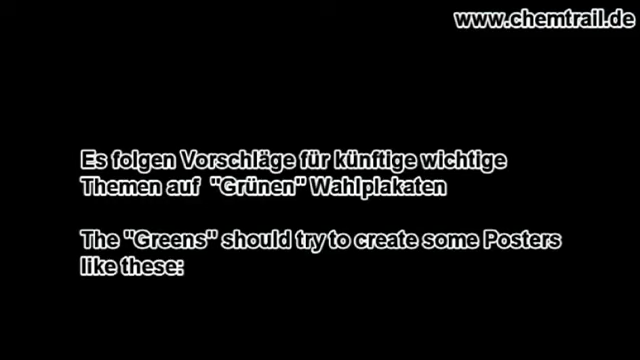 www.chemtrail.de
Es folgen Vorschläge für künftige wichtige
Themen auf "Grünen" Wahlplakaten
The "Greens" should try to create some Posters
like these: